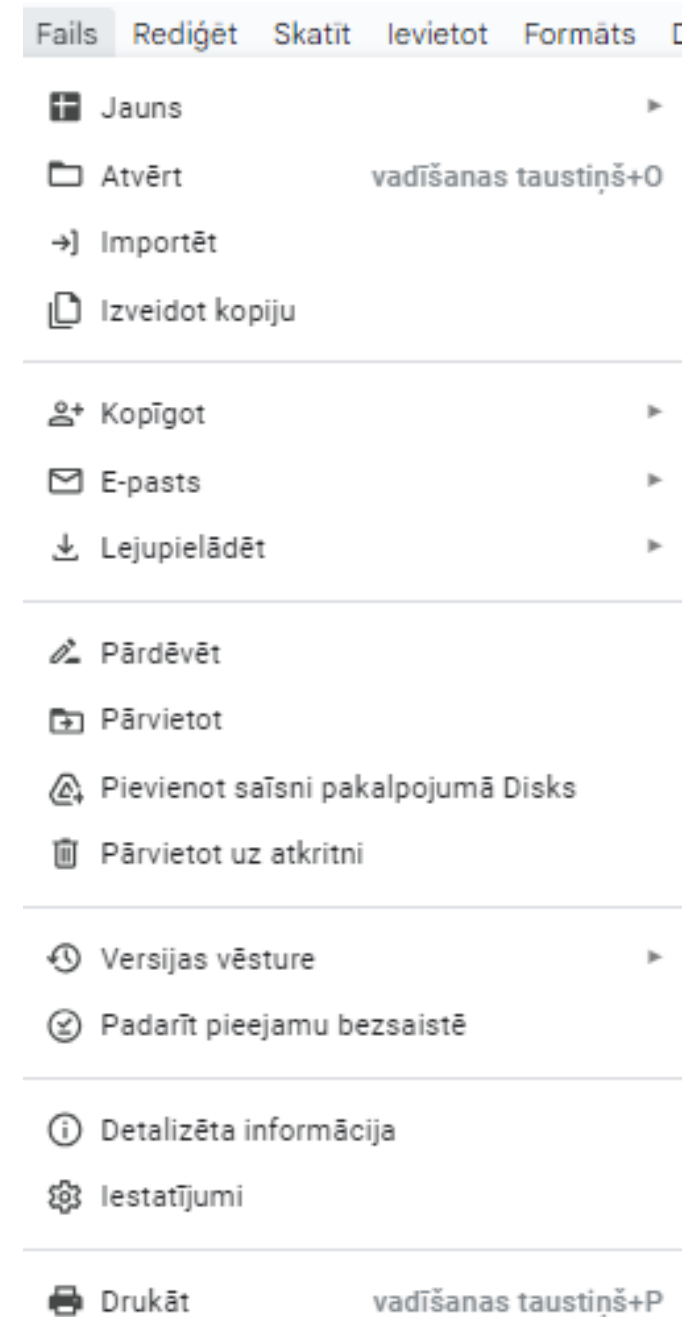 Fails Rediģēt Skatīt Ievietot Formāts
Jauns
Atvērt vadīšanas taustiņš+O
Importēt
Izveidot kopiju
Kopīgot
E-pasts
Lejupielādēt
Pārdēvēt
Pārvietot
Pievienot saīsni pakalpojumā Disks
Pārvietot uz atkritni
Versijas vēsture
Padarīt pieejamu bezsaistē
Detalizēta informācija
Iestatījumi
Drukāt vadīšanas taustiņš+P